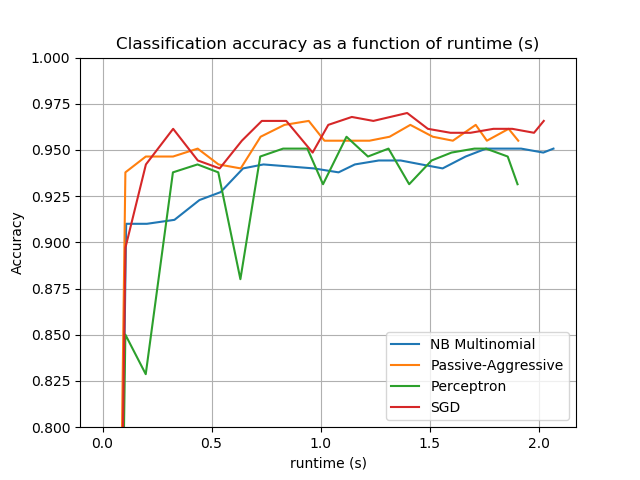 Classification accuracy as a function of runtime (s)
1.000
0.975
0.950
0.925
0.900
0.875
0.850
0.825
0.800
Accuracy
NB Multinomial
Passive-Aggressive
Perceptron
SGD
0.0 0.5 1.0 1.5 2.0
runtime (s)